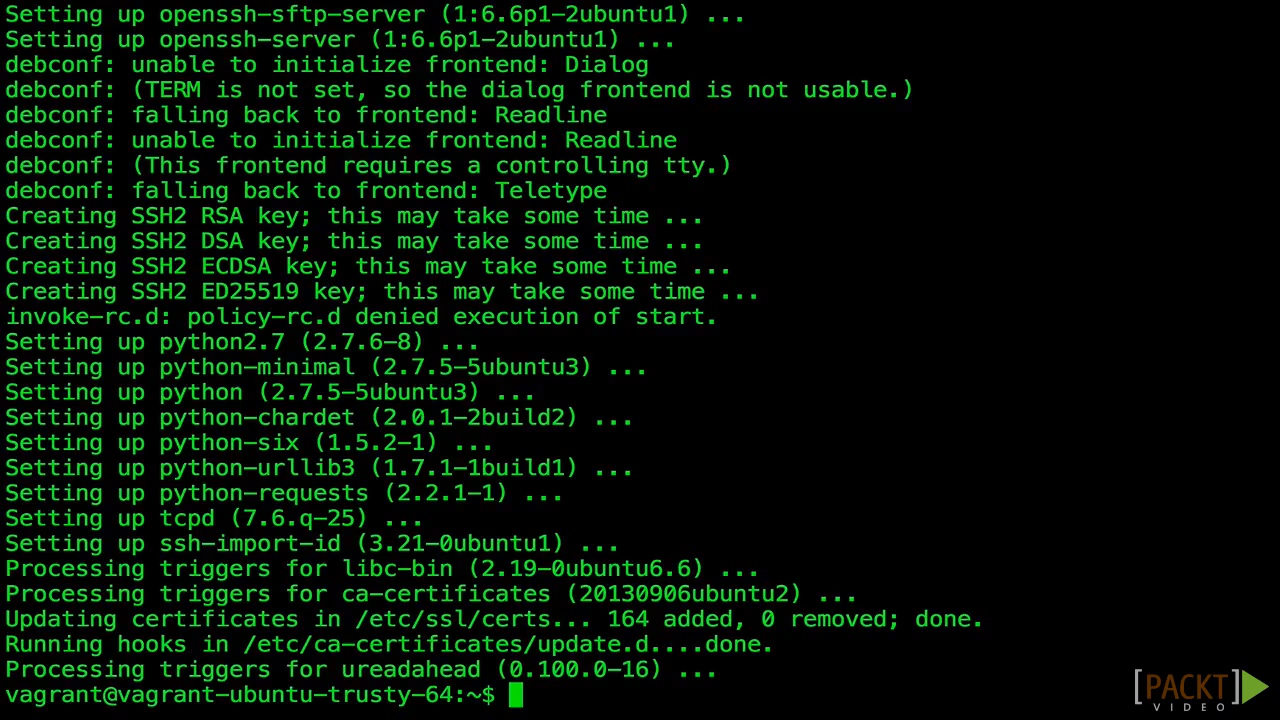 Setting up openssh-sftp-server (1:6.6p1-2ubuntu1) ...
Setting up openssh-server (1:6.6p1-2ubuntu1) ...
debconf: unable to initialize frontend: Dialog
debconf: (TERM is not set, so the dialog frontend is not usable.)
debconf: falling back to frontend: Readline
debconf: unable to initialize frontend: Readline
debconf: (This frontend requires a controlling tty.)
debconf: falling back to frontend: Teletype
Creating SSH2 RSA key; this may take some time ...
Creating SSH2 DSA key; this may take some time ...
Creating SSH2 ECDSA key; this may take some time ...
Creating SSH2 ED25519 key; this may take some time ...
invoke-rc.d: policy-rc.d denied execution of start.
Setting up python2.7 (2.7.6-8) ...
Setting up python-minimal (2.7.5-5ubuntu3) ...
Setting up python (2.7.5-5ubuntu3) ...
Setting up python-chardet (2.0.1-2build2) ...
Setting up python-six (1.5.2-1) ...
Setting up python-urllib3 (1.7.1-1build1) ...
Setting up python-requests (2.2.1-1) ...
Setting up tcpd (7.6.q-25) ...
Setting up ssh-import-id (3.21-0ubuntu1) ...
Processing triggers for libc-bin (2.19-0ubuntu6.6) ...
Processing triggers for ca-certificates (20130906ubuntu2) ...
Updating certificates in /etc/ssl/certs... 164 added, 0 removed; done.
Running hooks in /etc/ca-certificates/update.d....done.
Processing triggers for ureadahead (0.100.0-16) ...
vagrant@vagrant-ubuntu-trusty-64:~$
[PACKT]
VIDEO